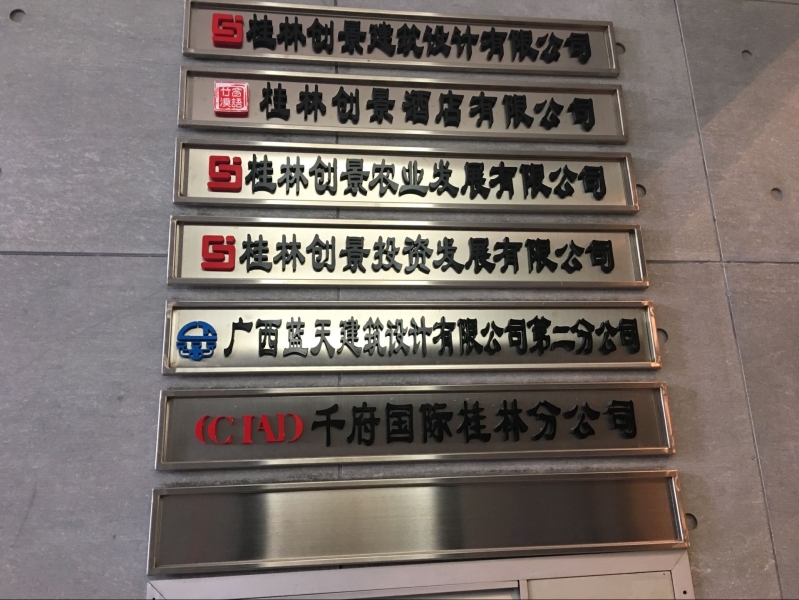 桂林创景建筑设计有限公司
桂林创景酒店有限公司
桂林创景农业发展有限公司
桂林创景投资发展有限公司
广西蓝天建筑设计有限公司第二分公司
CIAD 千府国际桂林分公司